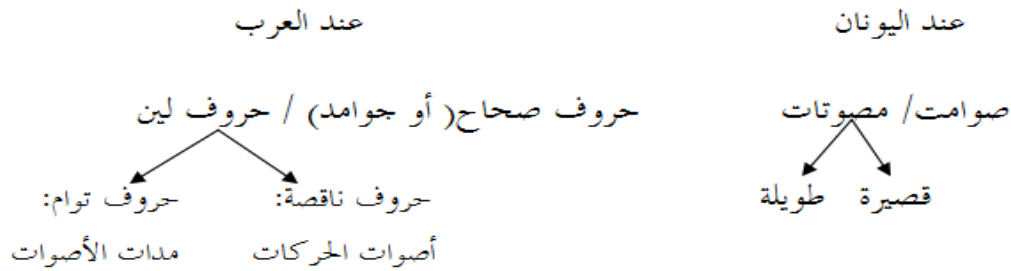 عند اليونان
عند العرب
صوامت/ مصوتات
حروف صحاح( أو جوامد) / حروف لين
قصيرة
طويلة
حروف ناقصة:
حروف توام:
أصوات الحركات
مدات الأصوات